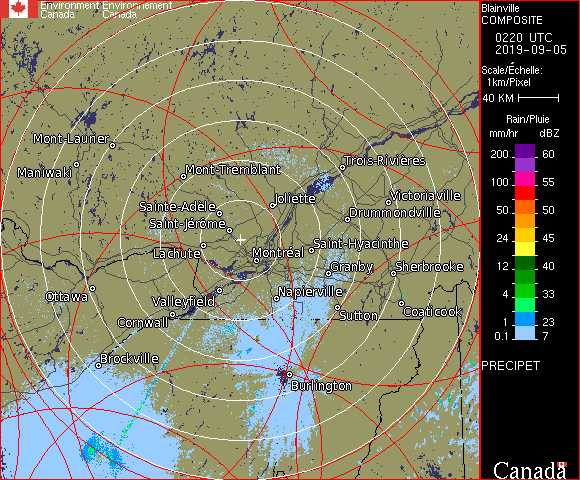 Environment Environnement
Canada Canada
Blainville
COMPOSITE
0220 UTC
2019-09-05
Scale/Échelle:
1km/Pixel
40 KM
Rain/Pluie
mm/hr dBZ
200 60
100 55
50 50
24 45
12 40
4 33
1 23
0.1 7
PRECIPET
Mont-Laurier
Maniwaki
Mont-Tremblant
Trois-Rivières
Joliette
Victoriaville
Sainte-Adèle
Drummondville
Saint-Jérôme
Saint-Hyacinthe
Lachute
Montréal
Granby
Sherbrooke
Ottawa
Valleyfield
Napierville
Cornwall
Sutton
Coaticook
Brockville
Burlington
Canada